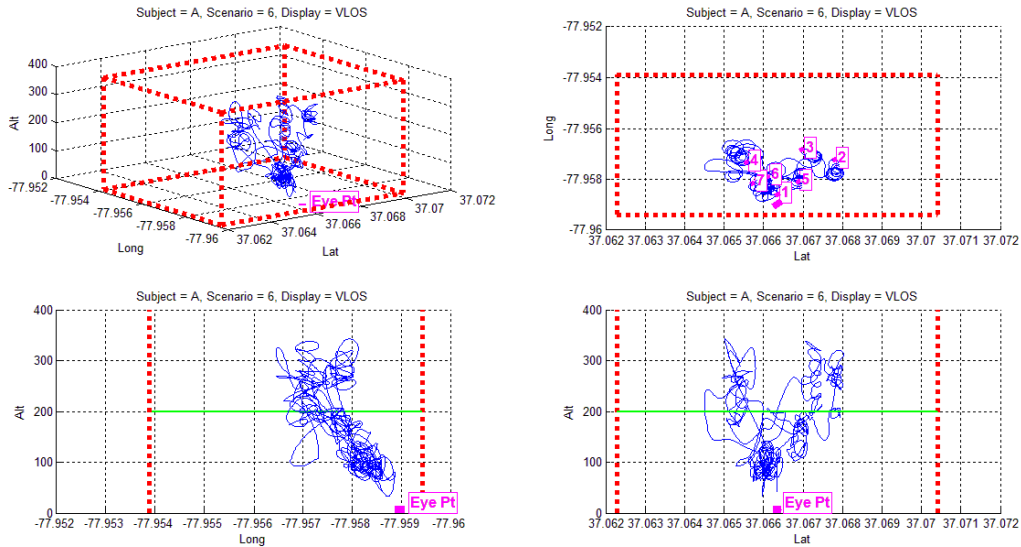 Subject = A, Scenario = 6, Display = VLOS
400
300
200
100
0
Alt
-77.952
-77.954
-77.956
-77.958
-77.96
Long
37.062
37.064
37.066
37.068
37.07
37.072
Lat
Eye Pt
Subject = A, Scenario = 6, Display = VLOS
-77.952
-77.954
-77.956
-77.958
-77.96
Long
3
4
2
6
7
5
1
37.062 37.063 37.064 37.065 37.066 37.067 37.068 37.069 37.07 37.071 37.072
Lat
Subject = A, Scenario = 6, Display = VLOS
400
300
200
100
0
Alt
Eye Pt
-77.952 -77.953 -77.954 -77.955 -77.956 -77.957 -77.958 -77.959 -77.96
Long
Subject = A, Scenario = 6, Display = VLOS
400
300
200
100
0
Alt
Eye Pt
37.062 37.063 37.064 37.065 37.066 37.067 37.068 37.069 37.07 37.071 37.072
Lat